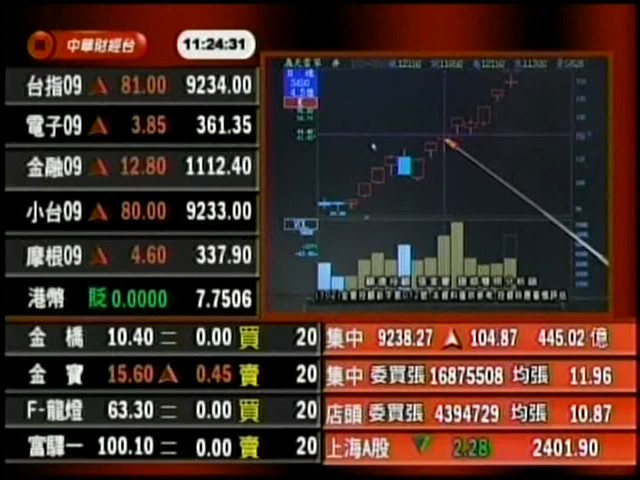 中華財經台 11:24:31
台指09 81.00 9234.00
電子09 3.85 361.35
金融09 12.80 1112.40
小台09 80.00 9233.00
摩根09 4.60 337.90
港幣 貶 0.0000 7.7506
金橋 10.40 二 0.00 買 20
金寶 15.60 0.45 賣 20
F-龍燈 63.30 二 0.00 買 20
富驛一 100.10 二 0.00 賣 20
集中 9238.27 104.87 445.02 億
集中 委買張 16875508 均張 11.96
店頭 委買張 4394729 均張 10.87
上海A股 2.28 2401.90